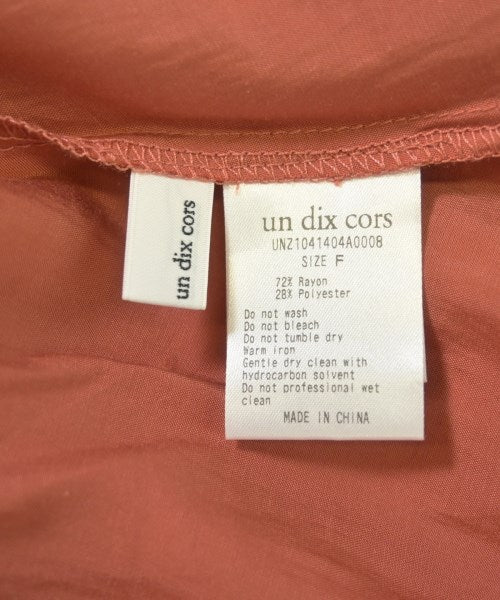 un dix cors
un dix cors
UNZ1041404A0008
SIZE F
72% Rayon
28% Polyester
Do not wash
Do not bleach
Do not tumble dry
Warm iron
Gentle dry clean with
hydrocarbon solvent
Do not professional wet
clean
MADE IN CHINA